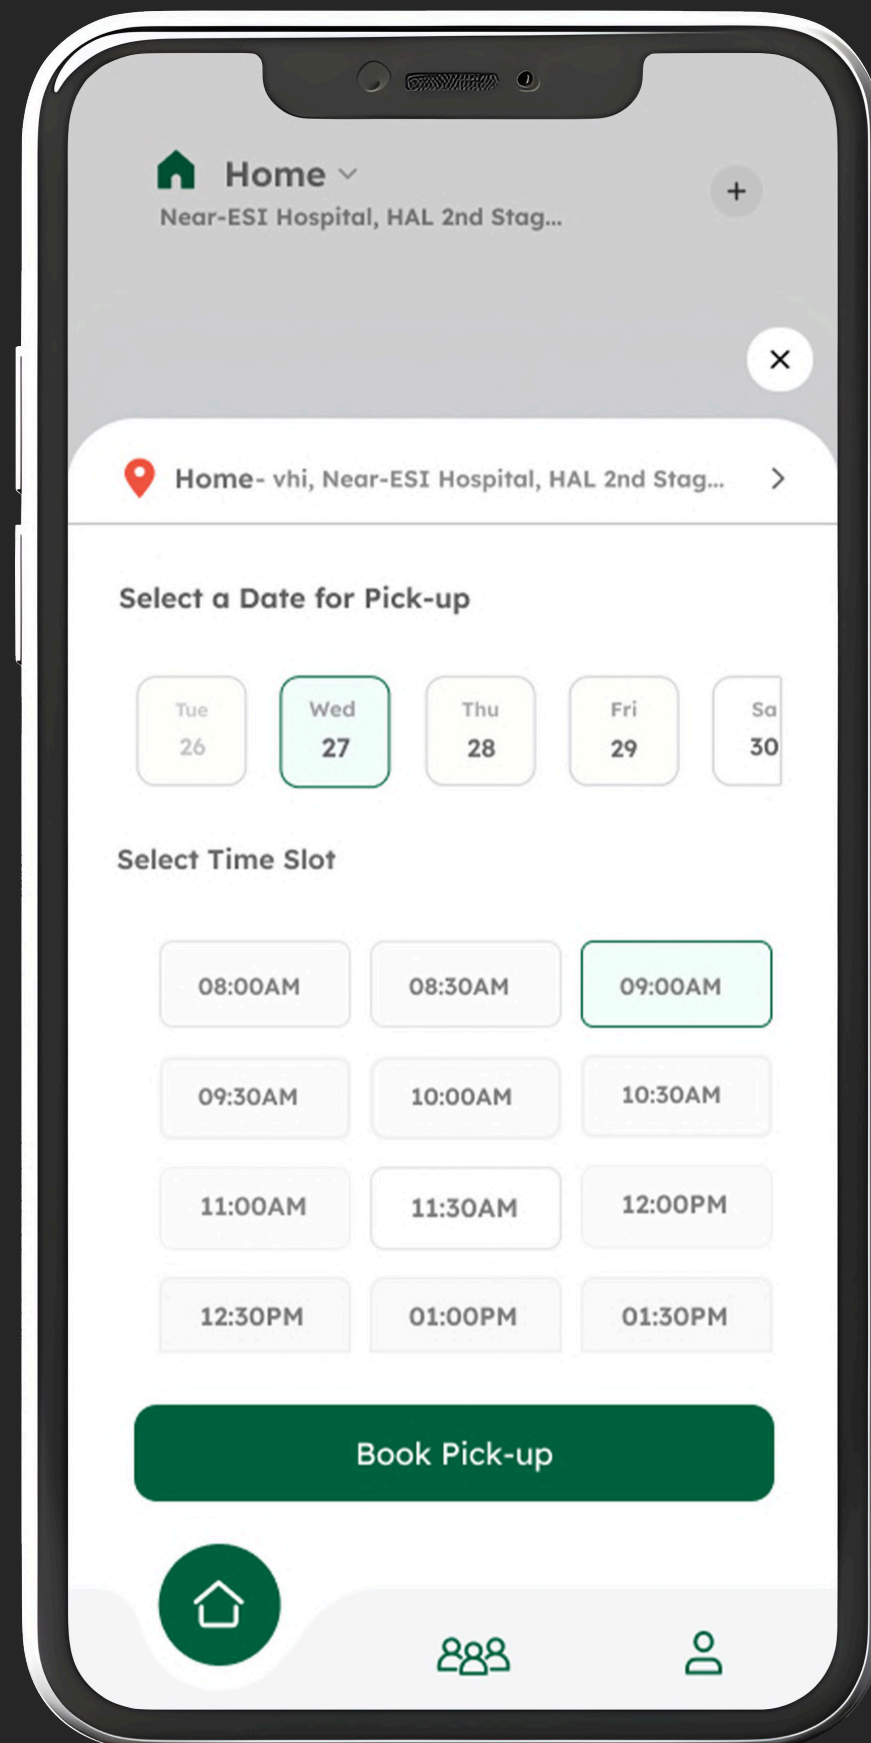 Home
Near-ESI Hospital, HAL 2nd Stag...
Home- vhi, Near-ESI Hospital, HAL 2nd Stag...
Select a Date for Pick-up
Tue Wed Thu Fri Sa
26 27 28 29 30
Select Time Slot
08:00AM 08:30AM 09:00AM
09:30AM 10:00AM 10:30AM
11:00AM 11:30AM 12:00PM
12:30PM 01:00PM 01:30PM
Book Pick-up